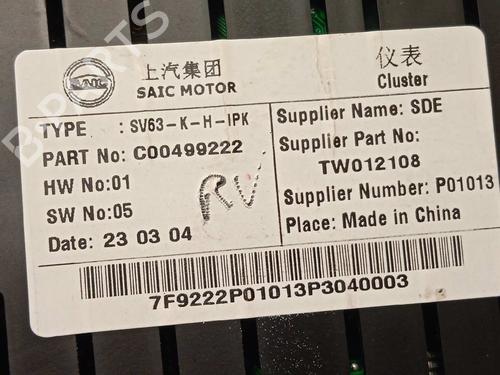 SAIC
上汽集团
SAIC MOTOR
仪表
Cluster
TYPE : SV63-K-H-IPK
PART No: C00499222
HW No:01
SW No:05
Date: 23 03 04
RV
Supplier Name: SDE
Supplier Part No:
TW012108
Supplier Number: P01013
Place: Made in China
7F9222P01013P3040003
B-PARTS